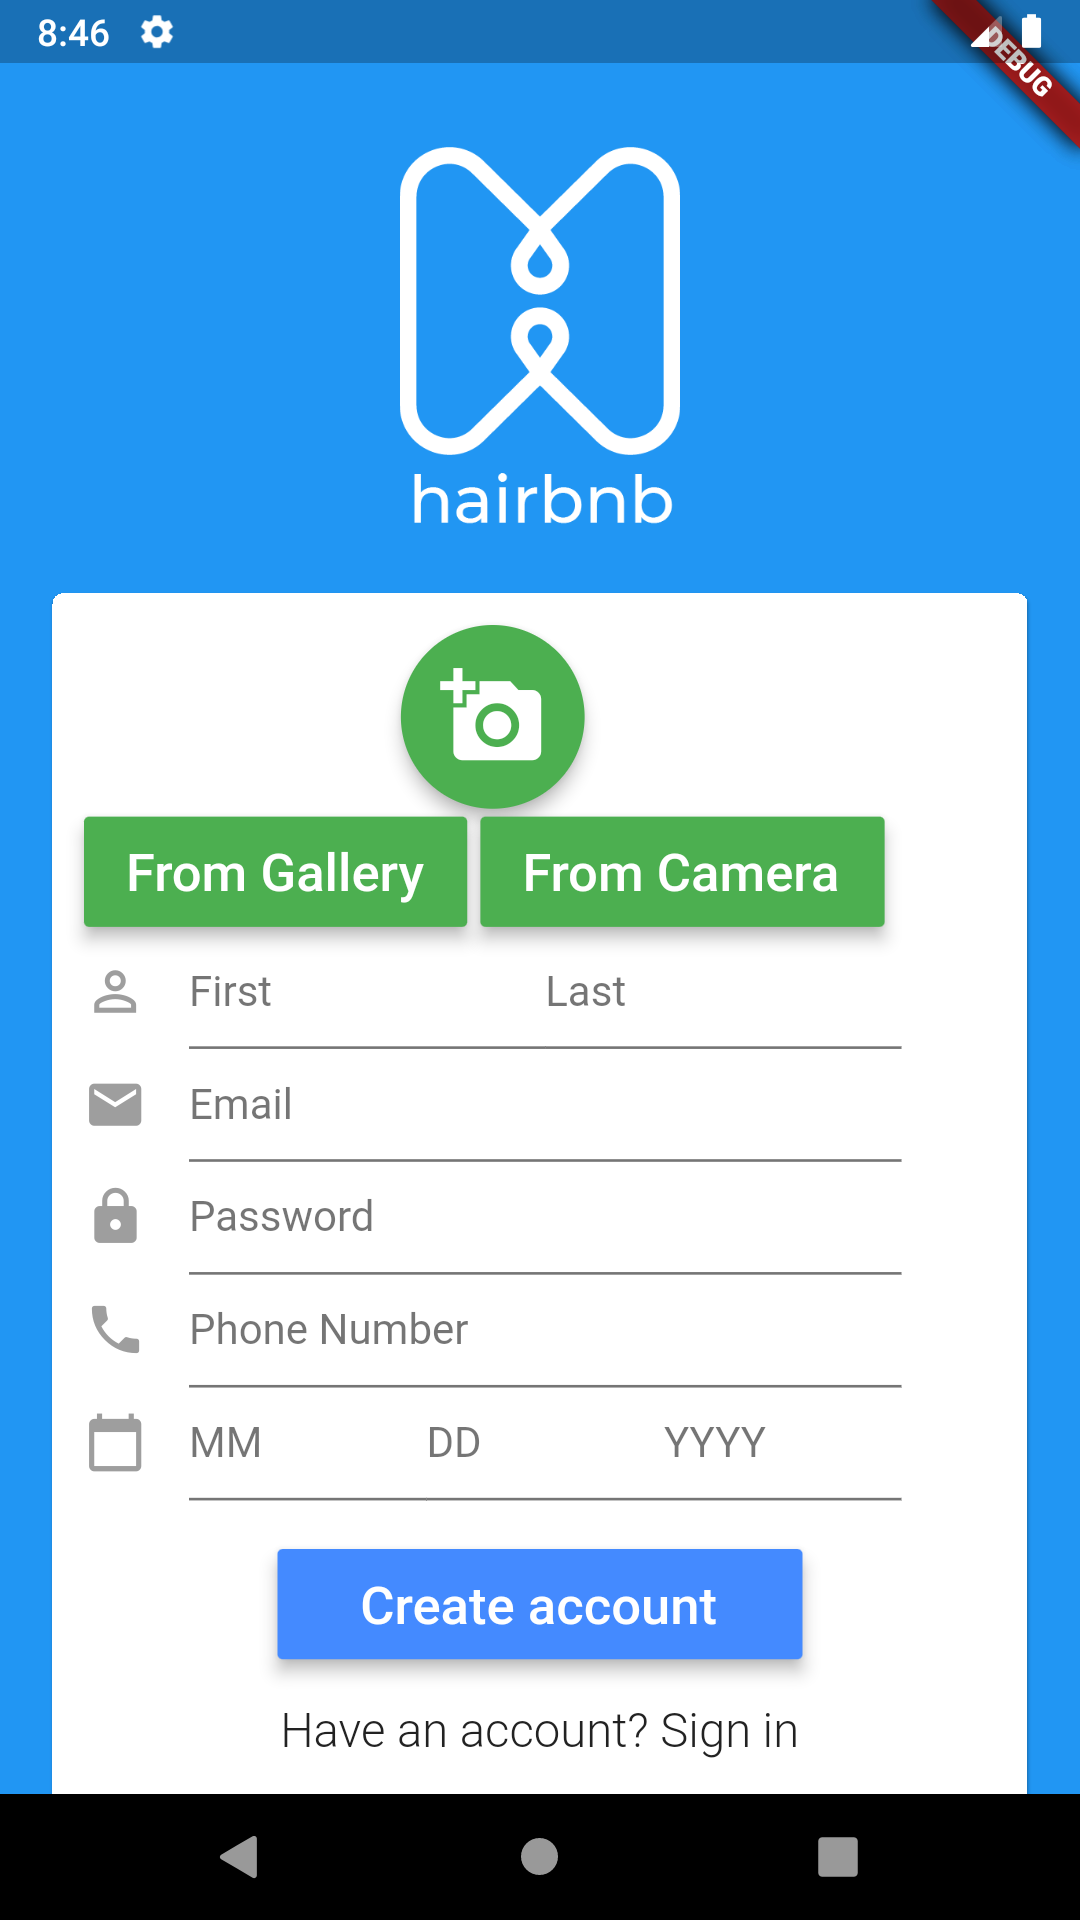 8:46
DEBUG
hairbnb
From Gallery From Camera
First Last
Email
Password
Phone Number
MM DD YYYY
Create account
Have an account? Sign in